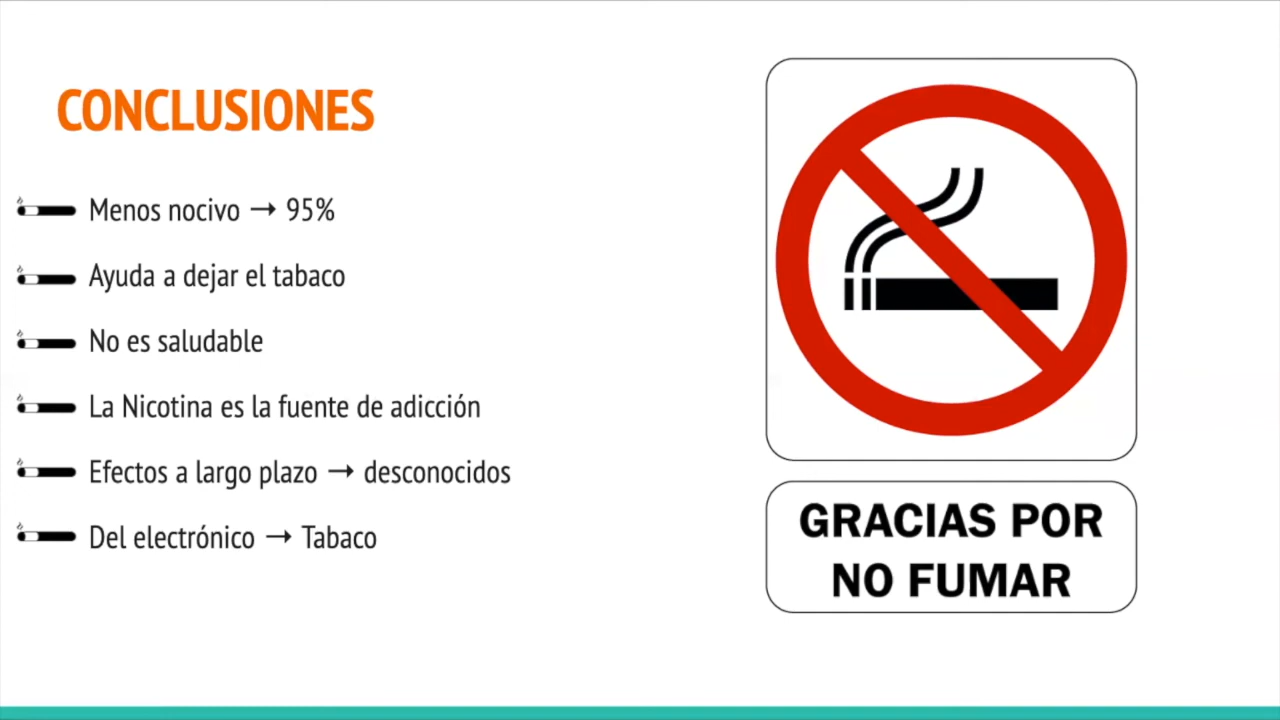 CONCLUSIONES
Menos nocivo → 95%
Ayuda a dejar el tabaco
No es saludable
La Nicotina es la fuente de adicción
Efectos a largo plazo → desconocidos
Del electrónico → Tabaco
GRACIAS POR
NO FUMAR